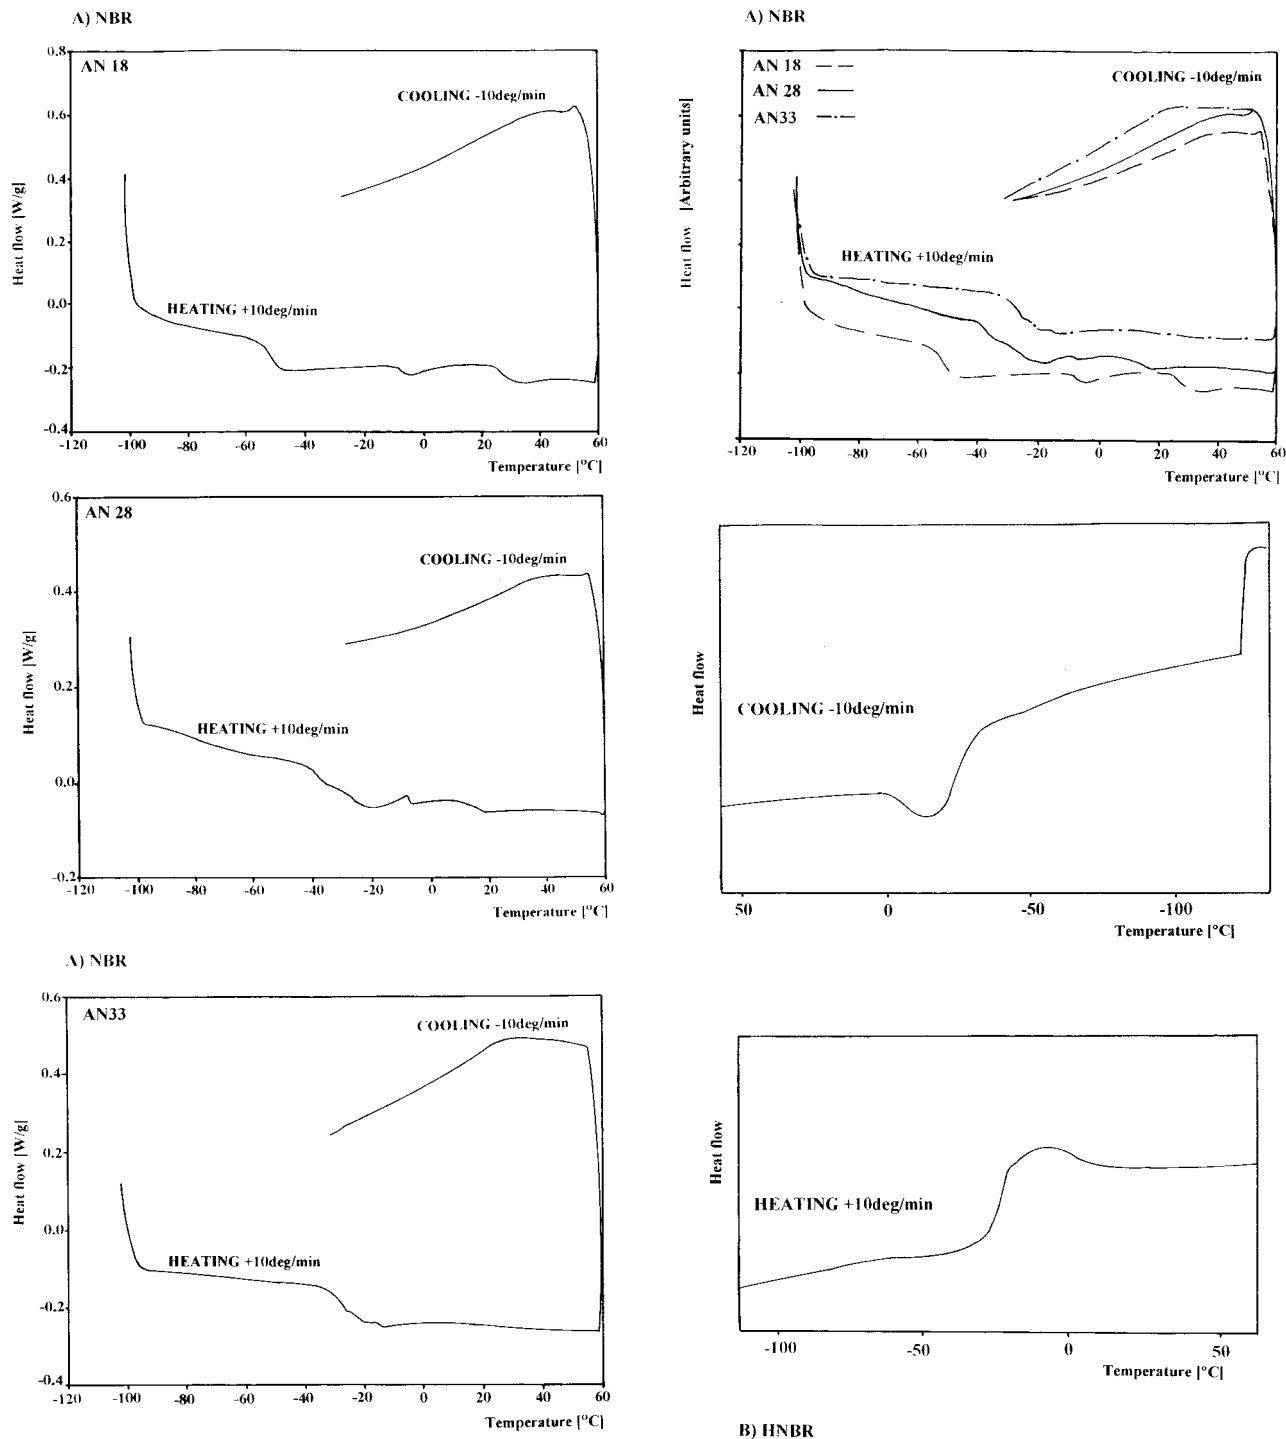 A) NBR
AN 18
COOLING -10deg/min
HEATING +10deg/min
Heat flow [W/g]
0.8
0.6
0.4
0.2
0.0
-0.2
-0.4
-120 -100 -80 -60 -40 -20 0 20 40 60
Temperature [°C]
AN 28
COOLING -10deg/min
HEATING +10deg/min
Heat flow [W/g]
0.6
0.4
0.2
0.0
-0.2
-120 -100 -80 -60 -40 -20 0 20 40 60
Temperature [°C]
A) NBR
AN33
COOLING -10deg/min
HEATING +10deg/min
Heat flow [W/g]
0.6
0.4
0.2
0.0
-0.2
-0.4
-120 -100 -80 -60 -40 -20 0 20 40 60
Temperature [°C]
A) NBR
AN 18
AN 28
AN33
COOLING -10deg/min
HEATING +10deg/min
Heat flow [Arbitrary units]
-120 -100 -80 -60 -40 -20 0 20 40 60
Temperature [°C]
Heat flow
COOLING -10deg/min
50 0 -50 -100
Temperature [°C]
Heat flow
HEATING +10deg/min
-100 -50 0 50
Temperature [°C]
B) HNBR